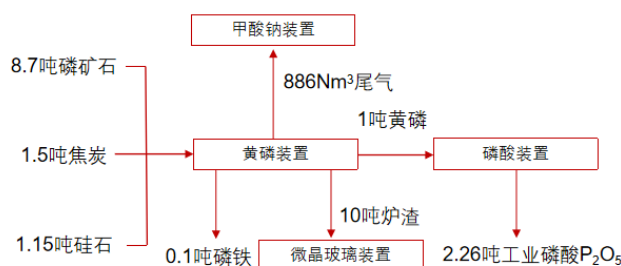 甲酸钠装置
8.7吨磷矿石
886Nm³尾气
1吨黄磷
1.5吨焦炭
黄磷装置
磷酸装置
10吨炉渣
1.15吨硅石
0.1吨磷铁
微晶玻璃装置
2.26吨工业磷酸P₂O₅